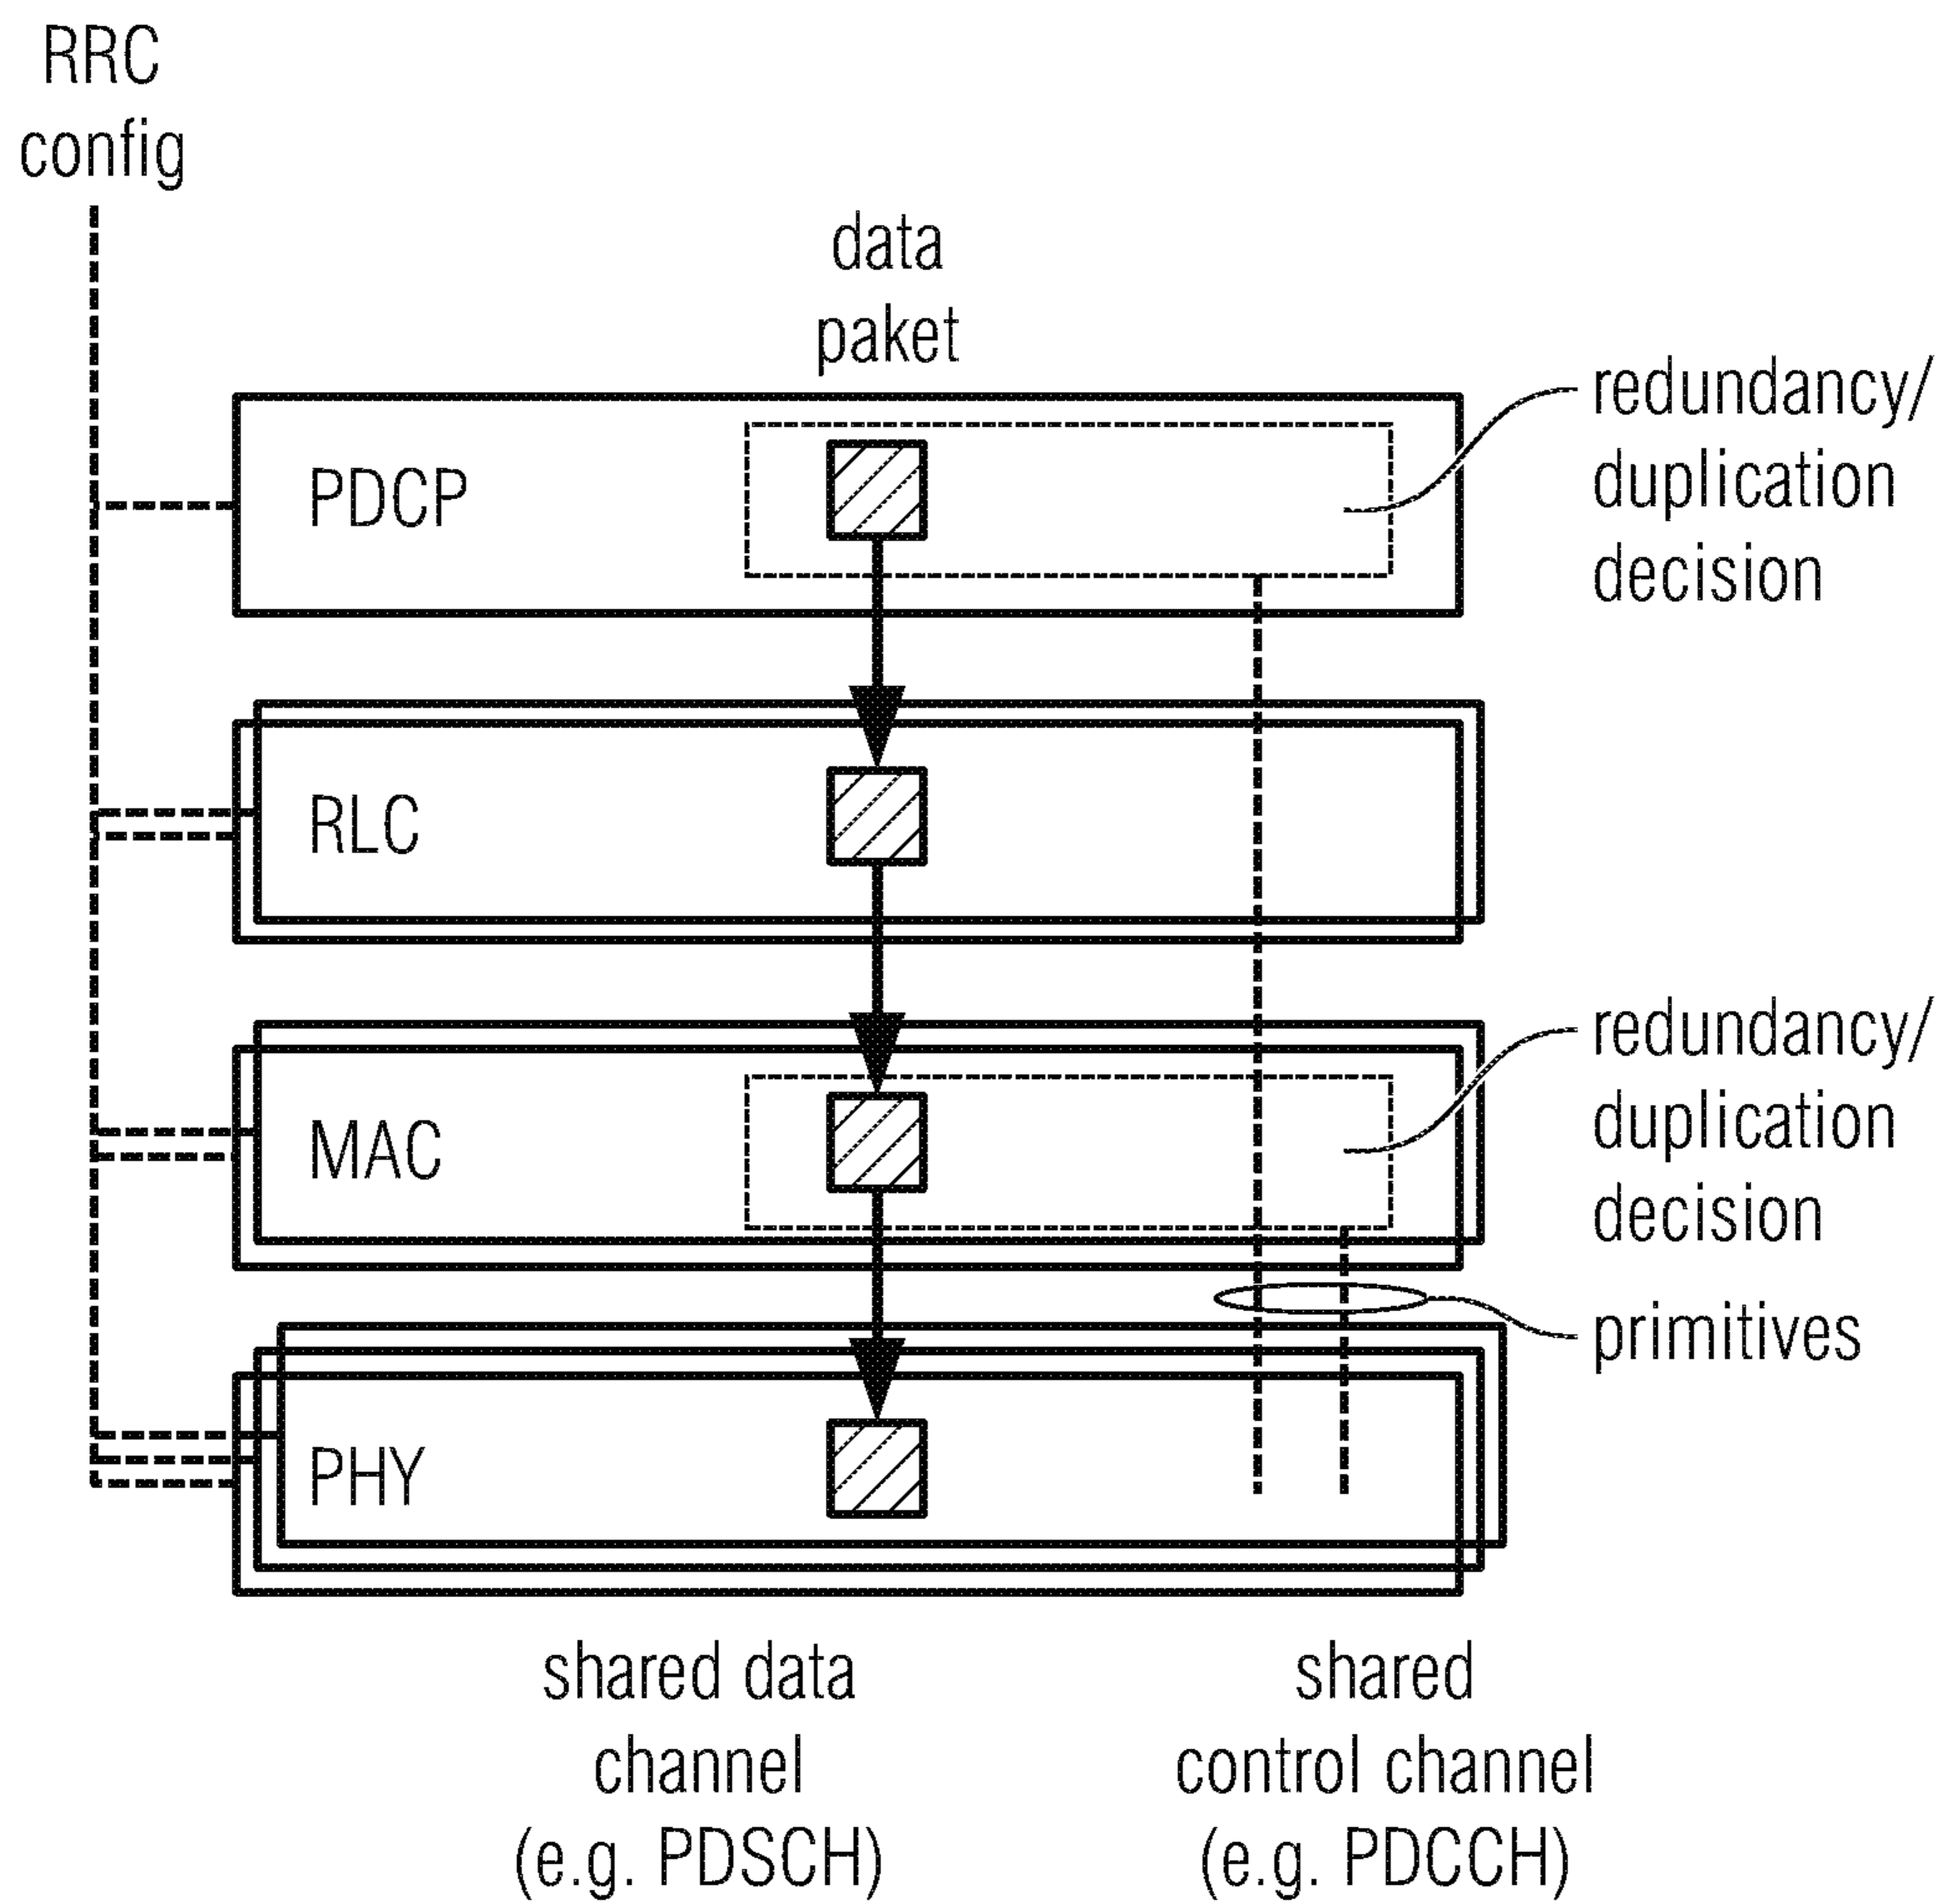 RRC
config
data
paket
redundancy/
duplication
decision
PDCP
RLC
redundancy/
duplication
decision
MAC
primitives
PHY
shared data
channel
(e.g. PDSCH)
shared
control channel
(e.g. PDCCH)